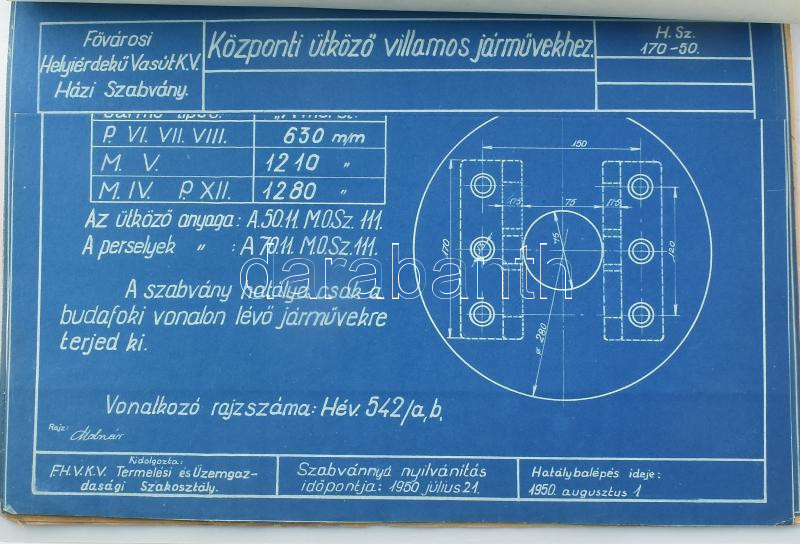 Fővárosi
Helyiérdekű Vasút K.V.
Házi Szabvány.
Központi ütköző villamos járművekhez.
H. Sz.
170-50.
P. VI. VII. VIII. 630 m/m
M. V. 1210 "
M. IV. P. XII. 1280 "
Az ütköző anyaga: A.50.11. M.O.Sz. 111.
A perselyek " : A 70.11. M.O.Sz. 111.
A szabvány hatálya csak a
budafoki vonalon lévő járművekre
terjed ki.
Vonatkozó rajzszáma: Hév. 542/a, b,
Rajz:
Molnár
150
17.5 75 17.5
170
75
120
ø 280
Kidolgozta:
F.H.V.K.V. Termelési és Üzemgaz-
dasági Szakosztály.
Szabvánnyá nyilvánítás
időpontja: 1950 július 21.
Hatálybalépés ideje:
1950. augusztus 1
darabanth